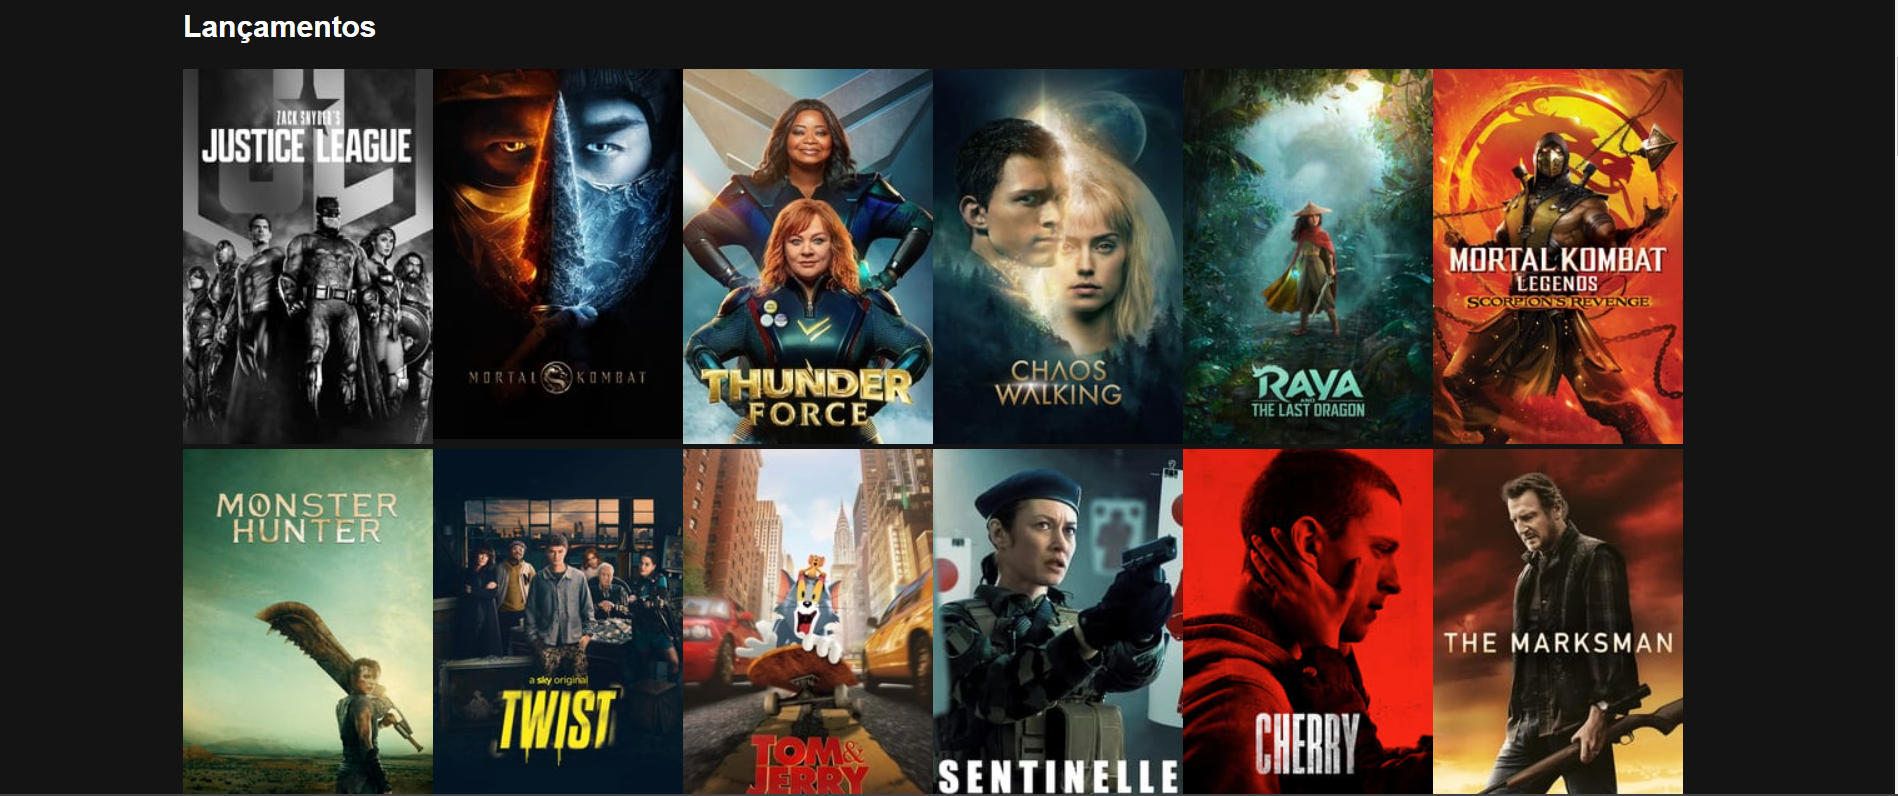 Lançamentos
ZACK SNYDER'S
JUSTICE LEAGUE
MORTAL KOMBAT
THUNDER
FORCE
CHAOS
WALKING
RAYA
AND
THE LAST DRAGON
MORTAL KOMBAT
LEGENDS
SCORPION'S REVENGE
MONSTER
HUNTER
a sky original
TWIST
TOM &
JERRY
SENTINELLE
CHERRY
THE MARKSMAN